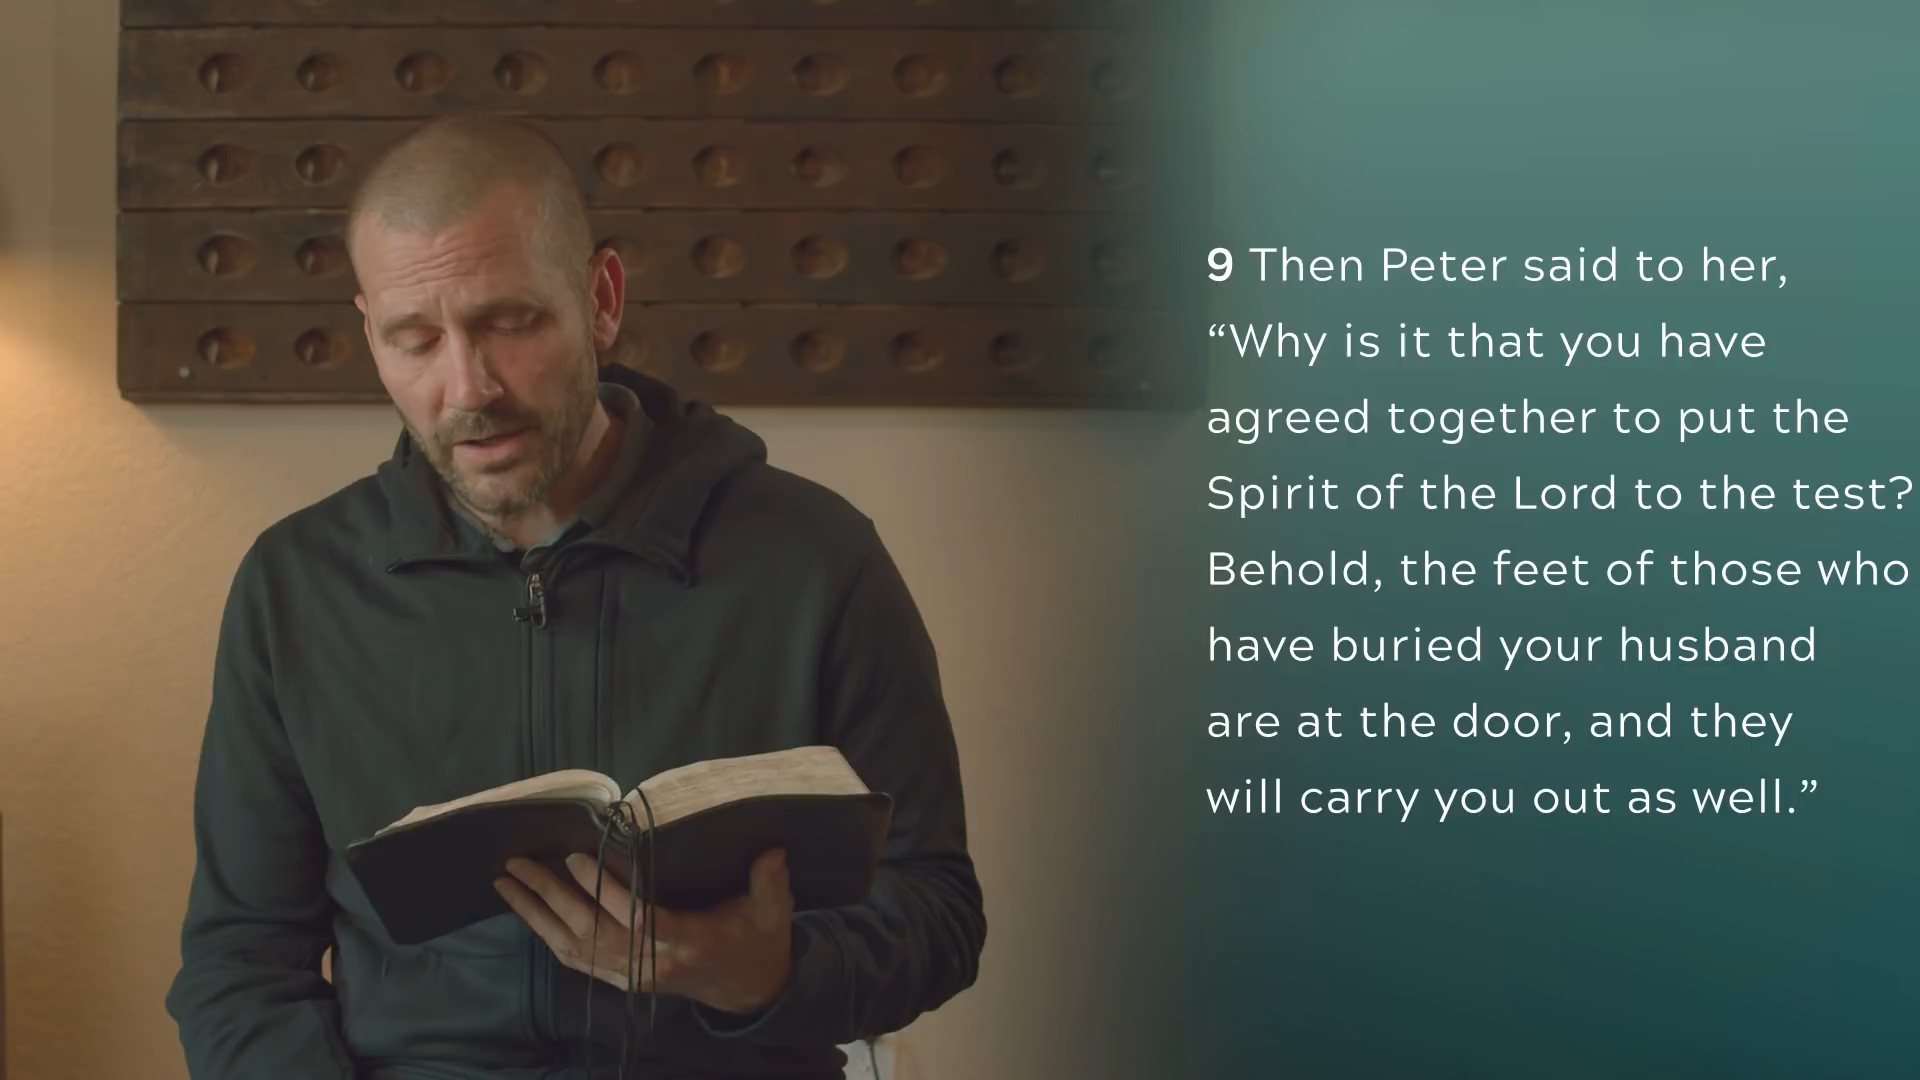 9 Then Peter said to her,
“Why is it that you have
agreed together to put the
Spirit of the Lord to the test?
Behold, the feet of those who
have buried your husband
are at the door, and they
will carry you out as well.”